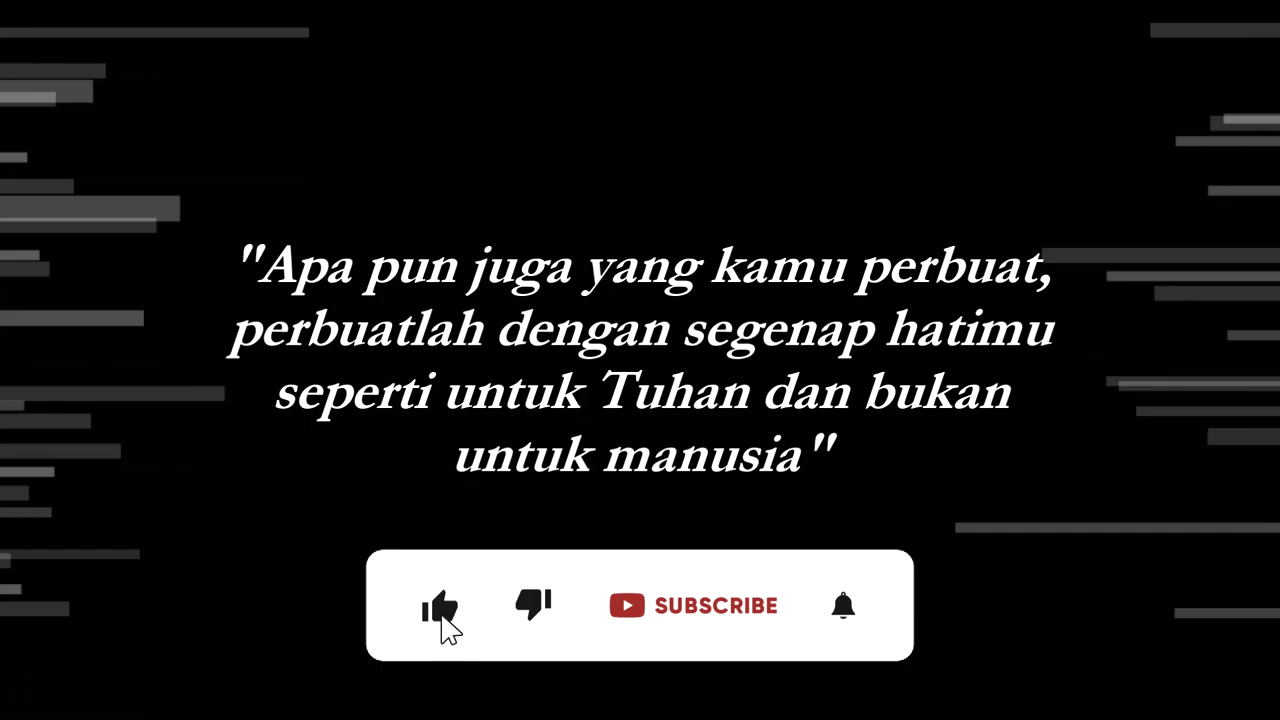 "Apa pun juga yang kamu perbuat,
perbuatlah dengan segenap hatimu
seperti untuk Tuhan dan bukan
untuk manusia"
SUBSCRIBE